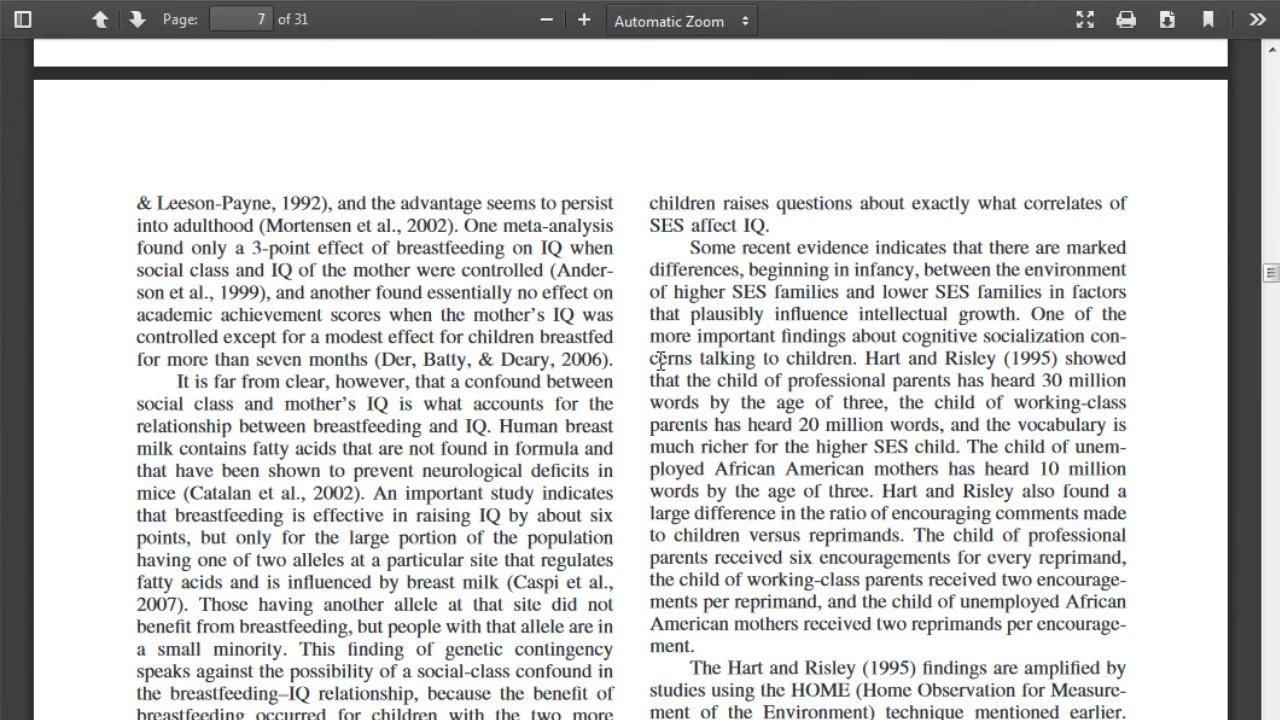 Page: 7 of 31 Automatic Zoom
& Leeson-Payne, 1992), and the advantage seems to persist
into adulthood (Mortensen et al., 2002). One meta-analysis
found only a 3-point effect of breastfeeding on IQ when
social class and IQ of the mother were controlled (Ander-
son et al., 1999), and another found essentially no effect on
academic achievement scores when the mother’s IQ was
controlled except for a modest effect for children breastfed
for more than seven months (Der, Batty, & Deary, 2006).
It is far from clear, however, that a confound between
social class and mother’s IQ is what accounts for the
relationship between breastfeeding and IQ. Human breast
milk contains fatty acids that are not found in formula and
that have been shown to prevent neurological deficits in
mice (Catalan et al., 2002). An important study indicates
that breastfeeding is effective in raising IQ by about six
points, but only for the large portion of the population
having one of two alleles at a particular site that regulates
fatty acids and is influenced by breast milk (Caspi et al.,
2007). Those having another allele at that site did not
benefit from breastfeeding, but people with that allele are in
a small minority. This finding of genetic contingency
speaks against the possibility of a social-class confound in
the breastfeeding–IQ relationship, because the benefit of
breastfeeding occurred for children with the two more
children raises questions about exactly what correlates of
SES affect IQ.
Some recent evidence indicates that there are marked
differences, beginning in infancy, between the environment
of higher SES families and lower SES families in factors
that plausibly influence intellectual growth. One of the
more important findings about cognitive socialization con-
cerns talking to children. Hart and Risley (1995) showed
that the child of professional parents has heard 30 million
words by the age of three, the child of working-class
parents has heard 20 million words, and the vocabulary is
much richer for the higher SES child. The child of unem-
ployed African American mothers has heard 10 million
words by the age of three. Hart and Risley also found a
large difference in the ratio of encouraging comments made
to children versus reprimands. The child of professional
parents received six encouragements for every reprimand,
the child of working-class parents received two encourage-
ments per reprimand, and the child of unemployed African
American mothers received two reprimands per encourage-
ment.
The Hart and Risley (1995) findings are amplified by
studies using the HOME (Home Observation for Measure-
ment of the Environment) technique mentioned earlier.